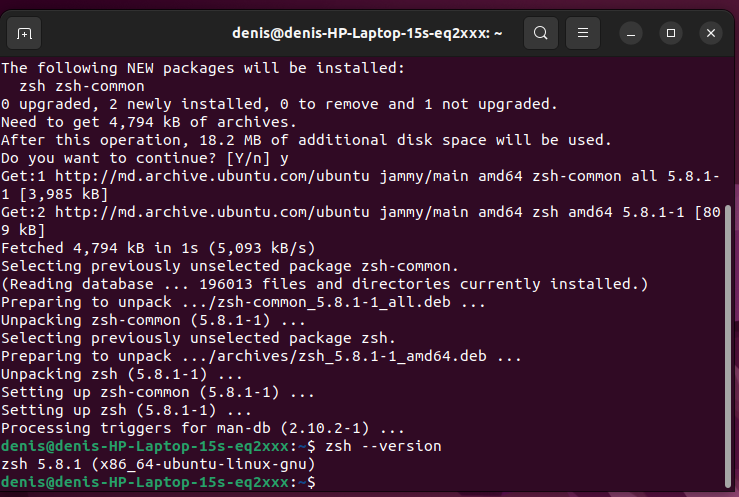 denis@denis-HP-Laptop-15s-eq2xxx: ~
The following NEW packages will be installed:
  zsh zsh-common
0 upgraded, 2 newly installed, 0 to remove and 1 not upgraded.
Need to get 4,794 kB of archives.
After this operation, 18.2 MB of additional disk space will be used.
Do you want to continue? [Y/n] y
Get:1 http://md.archive.ubuntu.com/ubuntu jammy/main amd64 zsh-common all 5.8.1-
1 [3,985 kB]
Get:2 http://md.archive.ubuntu.com/ubuntu jammy/main amd64 zsh amd64 5.8.1-1 [80
9 kB]
Fetched 4,794 kB in 1s (5,093 kB/s)
Selecting previously unselected package zsh-common.
(Reading database ... 196013 files and directories currently installed.)
Preparing to unpack .../zsh-common_5.8.1-1_all.deb ...
Unpacking zsh-common (5.8.1-1) ...
Selecting previously unselected package zsh.
Preparing to unpack .../archives/zsh_5.8.1-1_amd64.deb ...
Unpacking zsh (5.8.1-1) ...
Setting up zsh-common (5.8.1-1) ...
Setting up zsh (5.8.1-1) ...
Processing triggers for man-db (2.10.2-1) ...
denis@denis-HP-Laptop-15s-eq2xxx:~$ zsh --version
zsh 5.8.1 (x86_64-ubuntu-linux-gnu)
denis@denis-HP-Laptop-15s-eq2xxx:~$